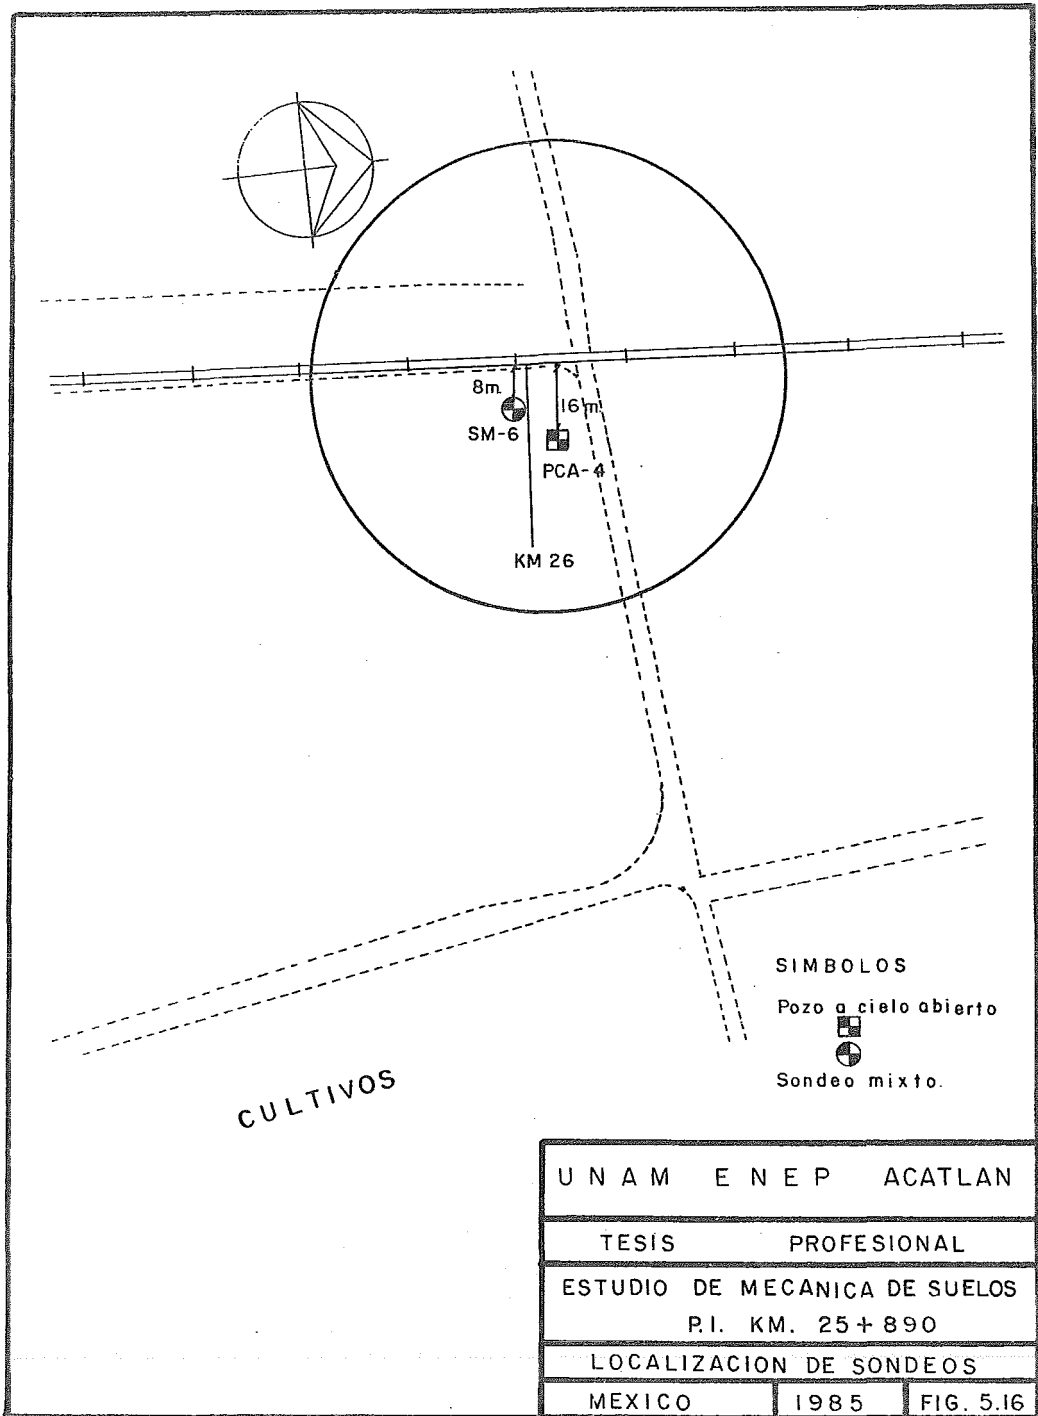 8m.
16 m.
SM-6
PCA-4
KM 26
SIMBOLOS
Pozo a cielo abierto
Sondeo mixto.
CULTIVOS
UNAM ENEP ACATLAN
TESIS PROFESIONAL
ESTUDIO DE MECANICA DE SUELOS
P.I. KM. 25+890
LOCALIZACION DE SONDEOS
MEXICO 1985 FIG. 5.16